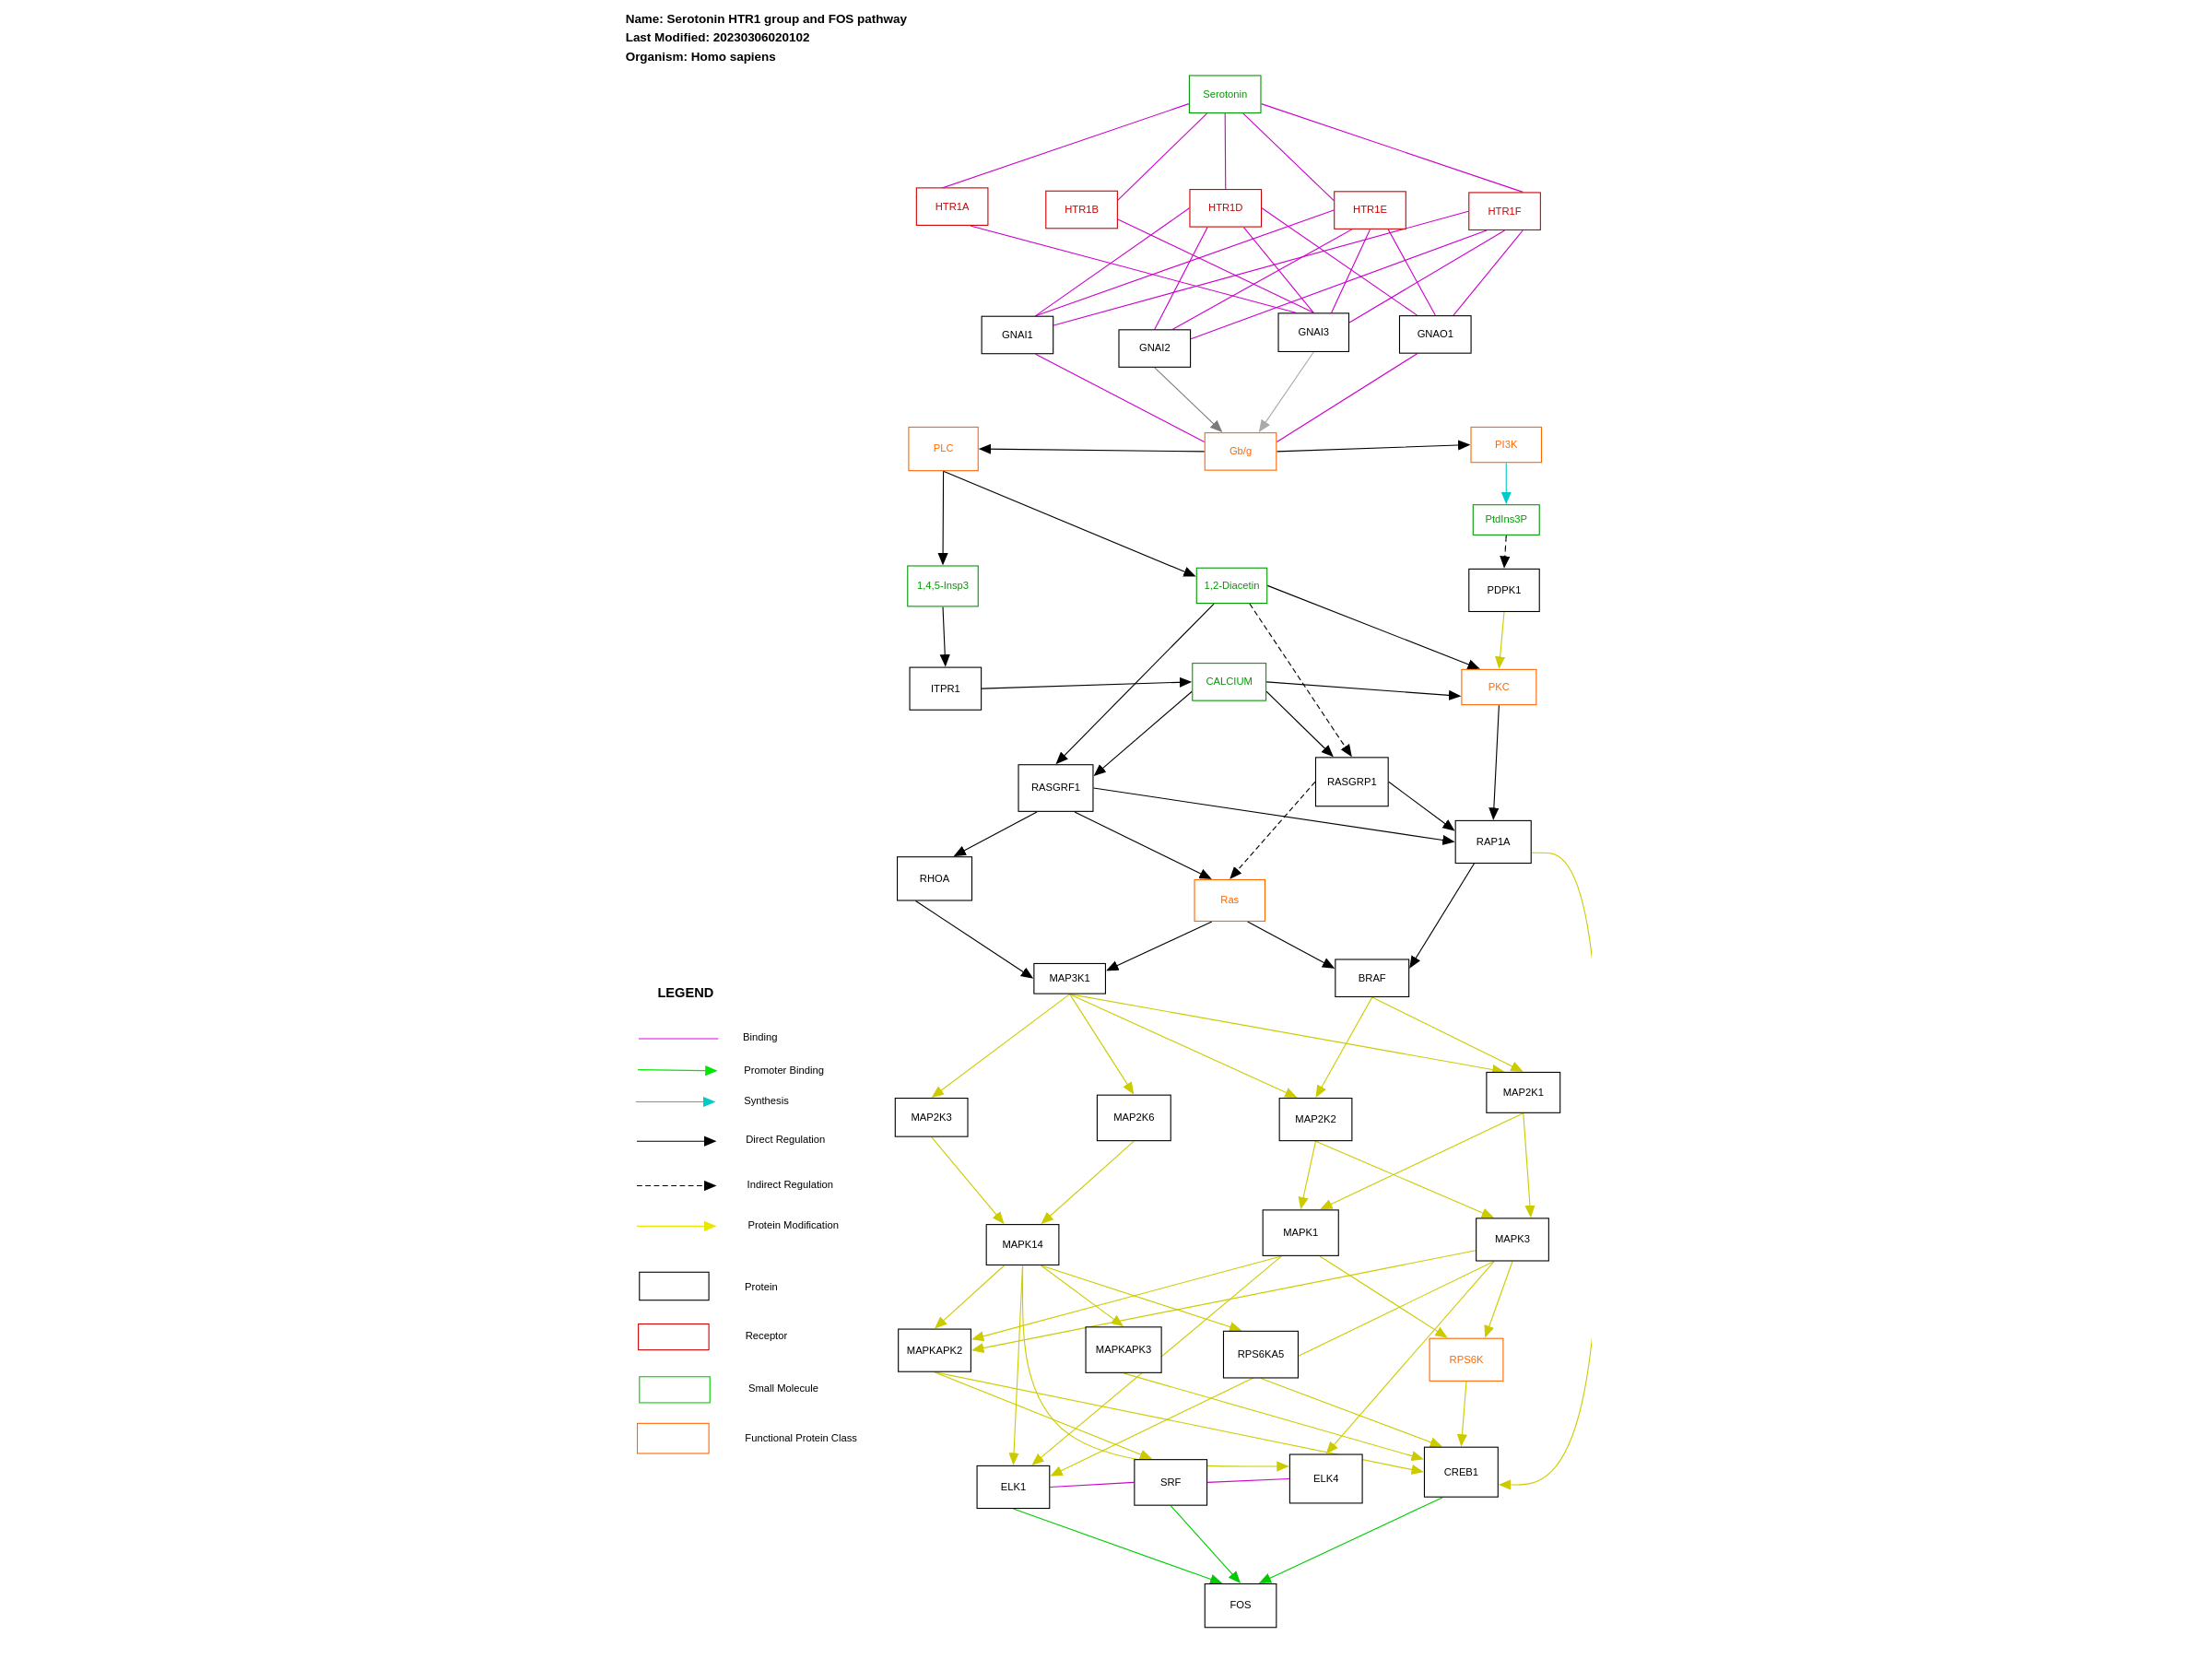 Name: Serotonin HTR1 group and FOS pathway
Last Modified: 20230306020102
Organism: Homo sapiens
Serotonin
HTR1A
HTR1B
HTR1D
HTR1E
HTR1F
GNAI1
GNAI2
GNAI3
GNAO1
PLC
Gb/g
PI3K
PtdIns3P
1,4,5-Insp3
1,2-Diacetin
PDPK1
ITPR1
CALCIUM
PKC
RASGRF1
RASGRP1
RAP1A
RHOA
Ras
MAP3K1
BRAF
MAP2K3
MAP2K6
MAP2K2
MAP2K1
MAPK14
MAPK1
MAPK3
MAPKAPK2
MAPKAPK3
RPS6KA5
RPS6K
ELK1
SRF
ELK4
CREB1
FOS
LEGEND
Binding
Promoter Binding
Synthesis
Direct Regulation
Indirect Regulation
Protein Modification
Protein
Receptor
Small Molecule
Functional Protein Class